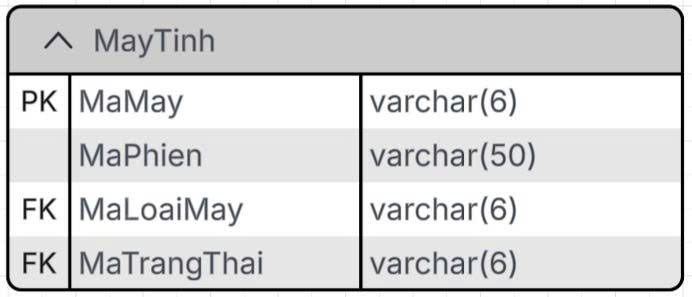 MayTinh
PK MaMay varchar(6)
MaPhien varchar(50)
FK MaLoaiMay varchar(6)
FK MaTrangThai varchar(6)